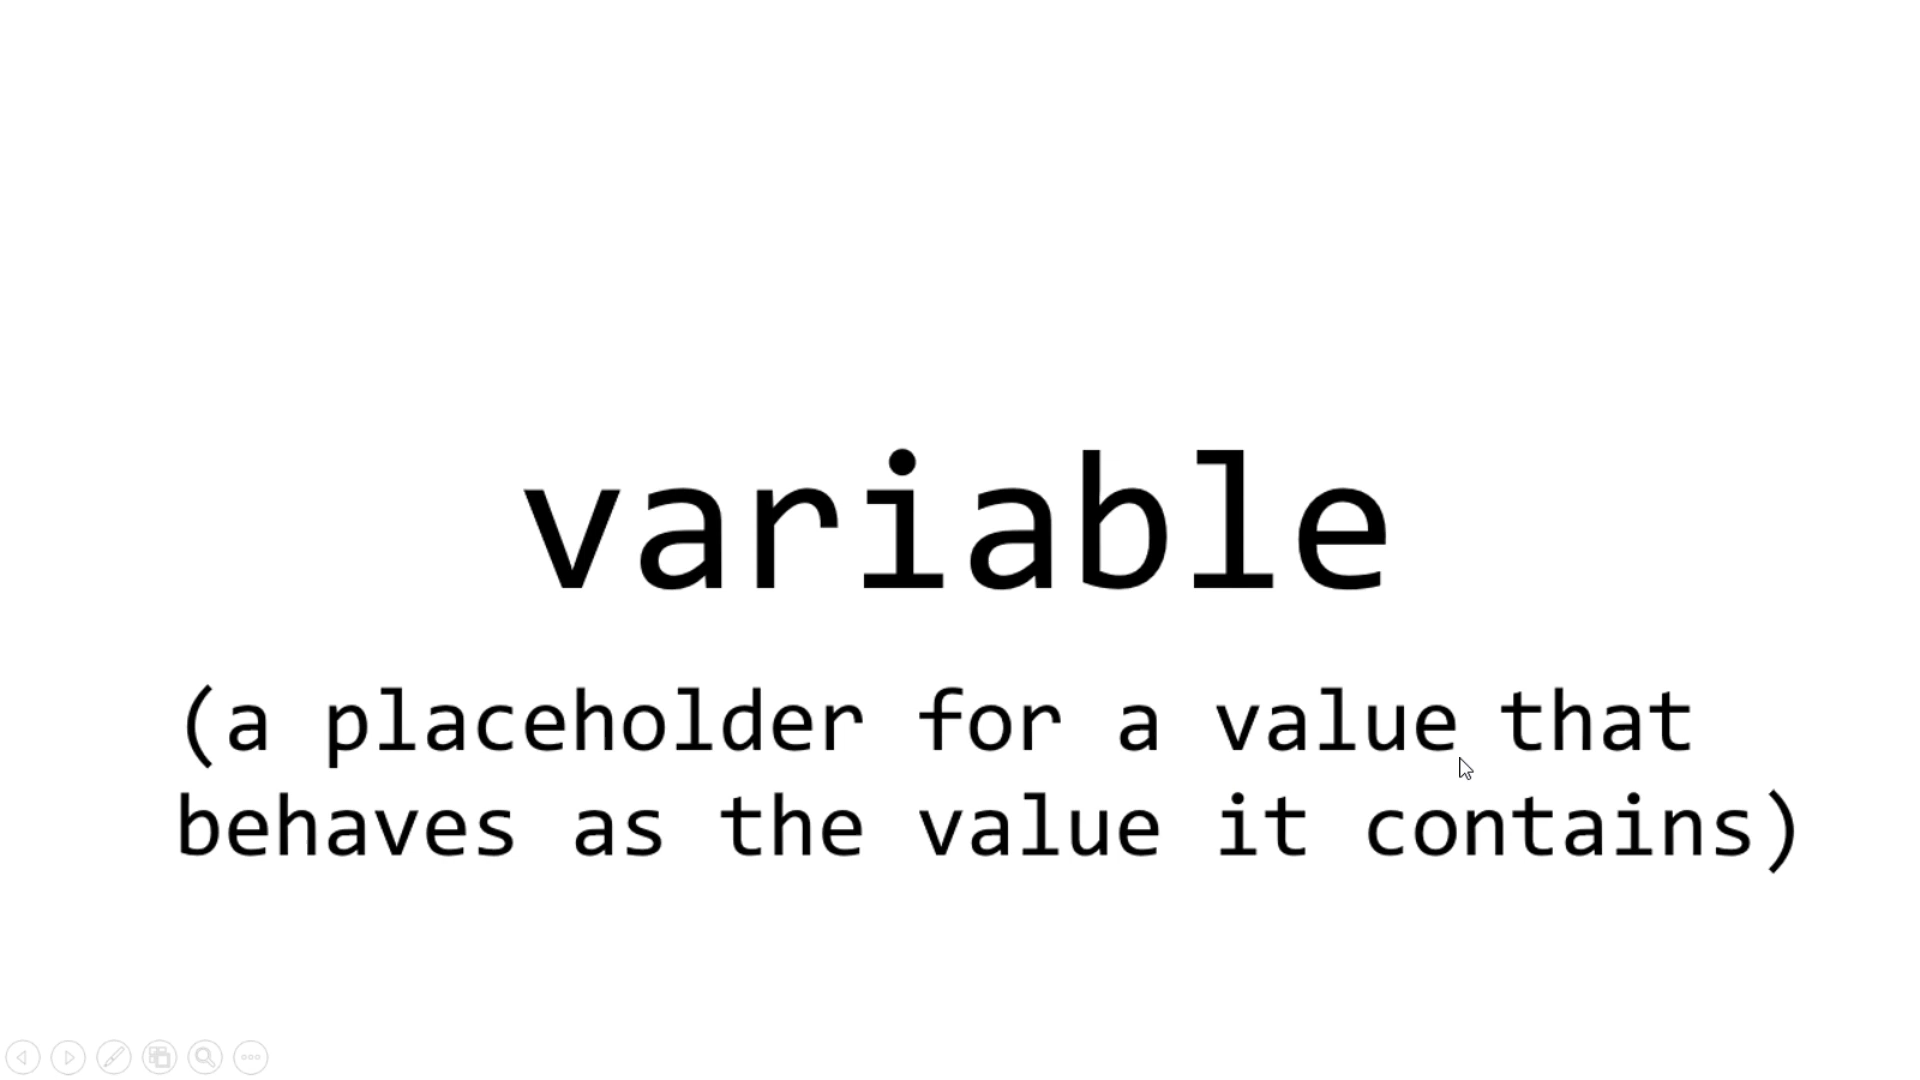 variable
(a placeholder for a value that
behaves as the value it contains)